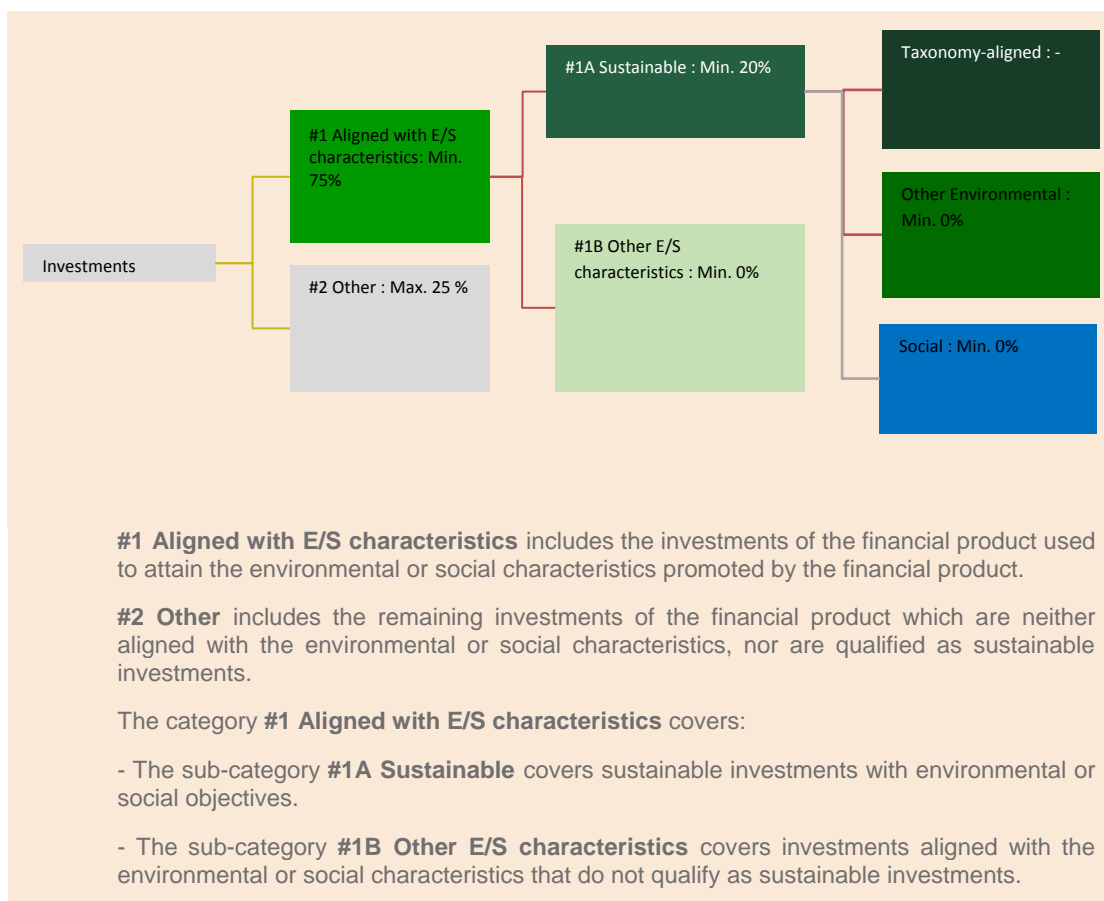 #1A Sustainable : Min. 20%
Taxonomy-aligned : -
#1 Aligned with E/S
characteristics: Min.
75%
Other Environmental :
Min. 0%
#1B Other E/S
characteristics : Min. 0%
Investments
#2 Other : Max. 25 %
Social : Min. 0%
#1 Aligned with E/S characteristics includes the investments of the financial product used
to attain the environmental or social characteristics promoted by the financial product.
#2 Other includes the remaining investments of the financial product which are neither
aligned with the environmental or social characteristics, nor are qualified as sustainable
investments.
The category #1 Aligned with E/S characteristics covers:
- The sub-category #1A Sustainable covers sustainable investments with environmental or
social objectives.
- The sub-category #1B Other E/S characteristics covers investments aligned with the
environmental or social characteristics that do not qualify as sustainable investments.